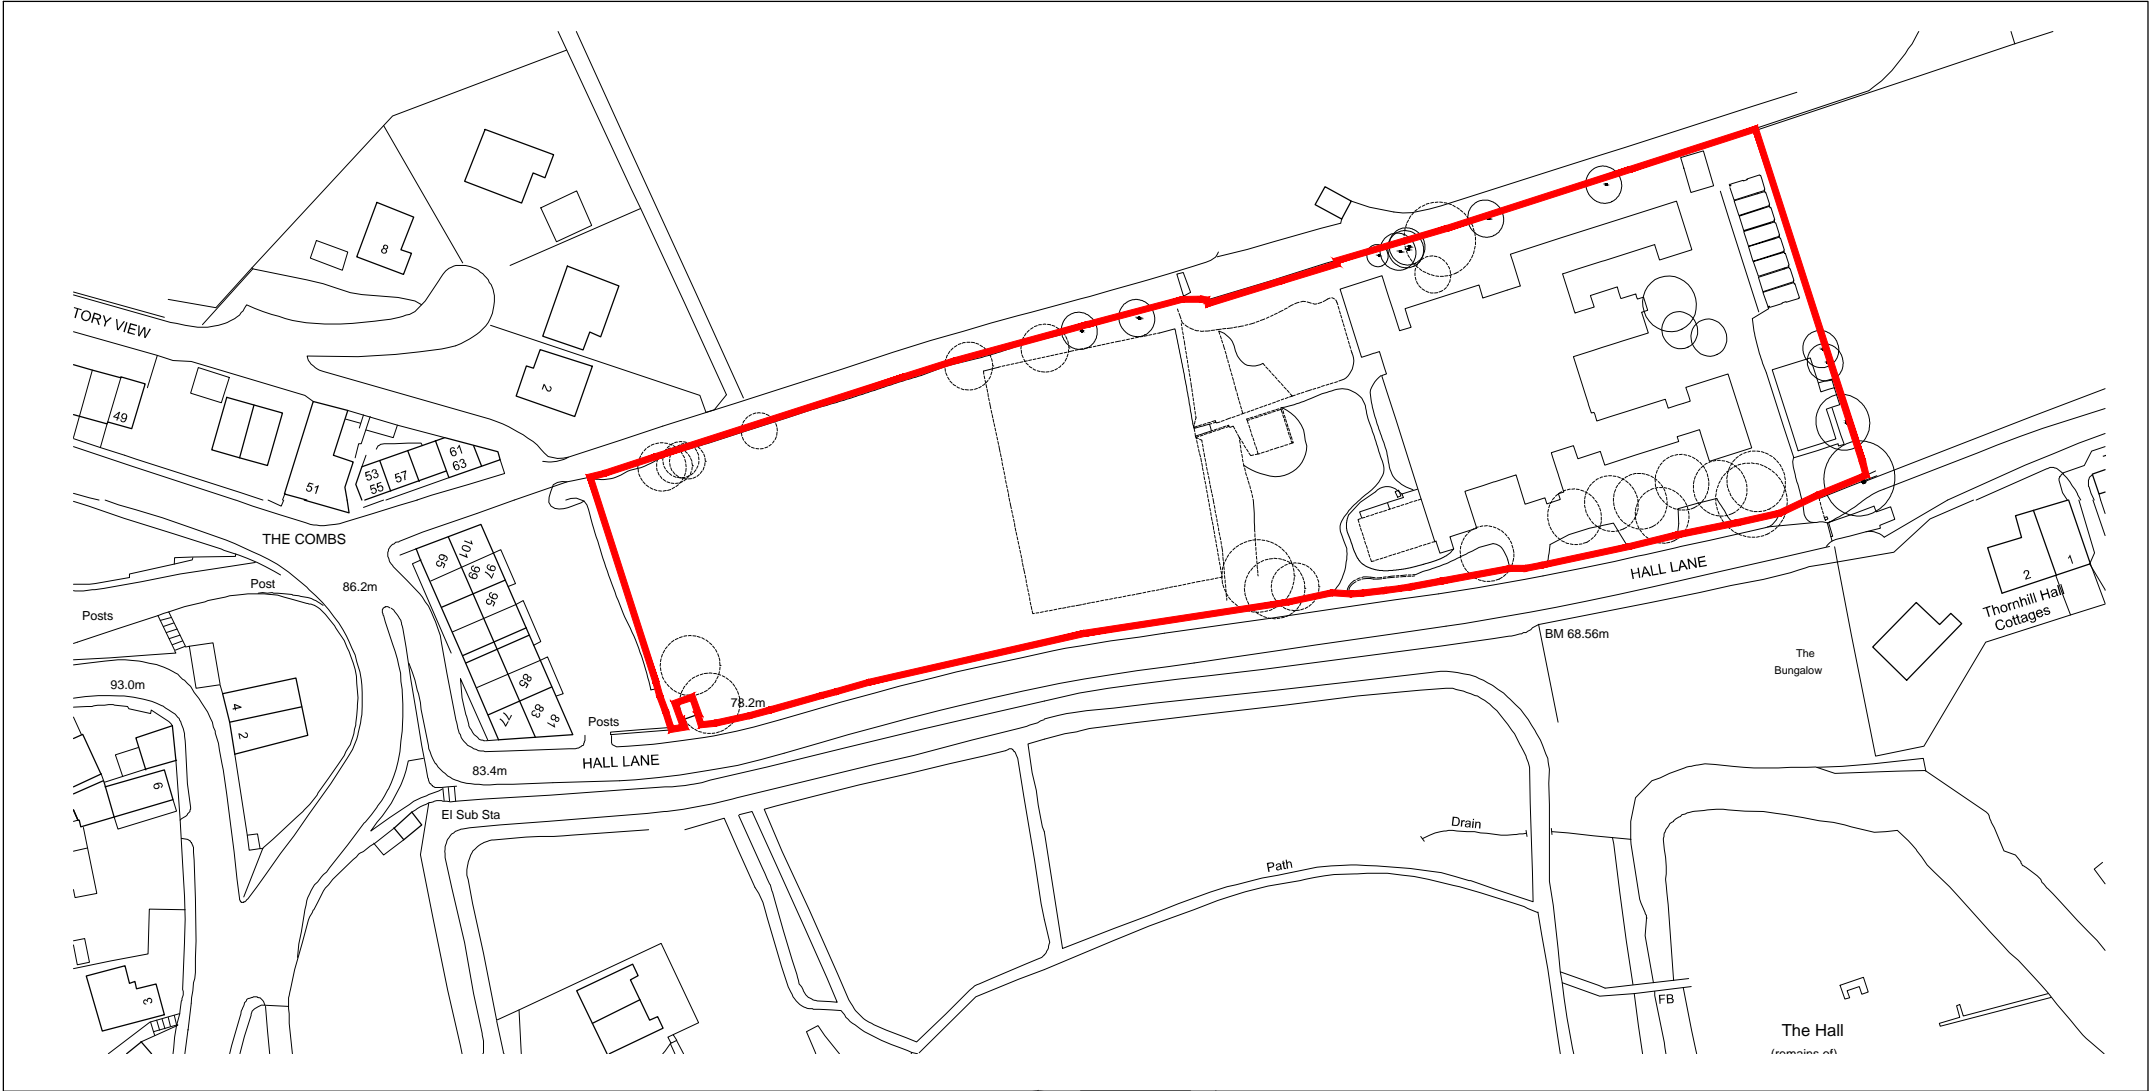 TORY VIEW
8
2
49
51
53
55
57
61
63
THE COMBS
65
101
99
97
95
85
83
81
77
86.2m
Post
Posts
93.0m
4
2
6
3
Posts
78.2m
HALL LANE
83.4m
El Sub Sta
HALL LANE
BM 68.56m
The
Bungalow
2
1
Thornhill Hall
Cottages
Drain
Path
FB
The Hall
(remains of)